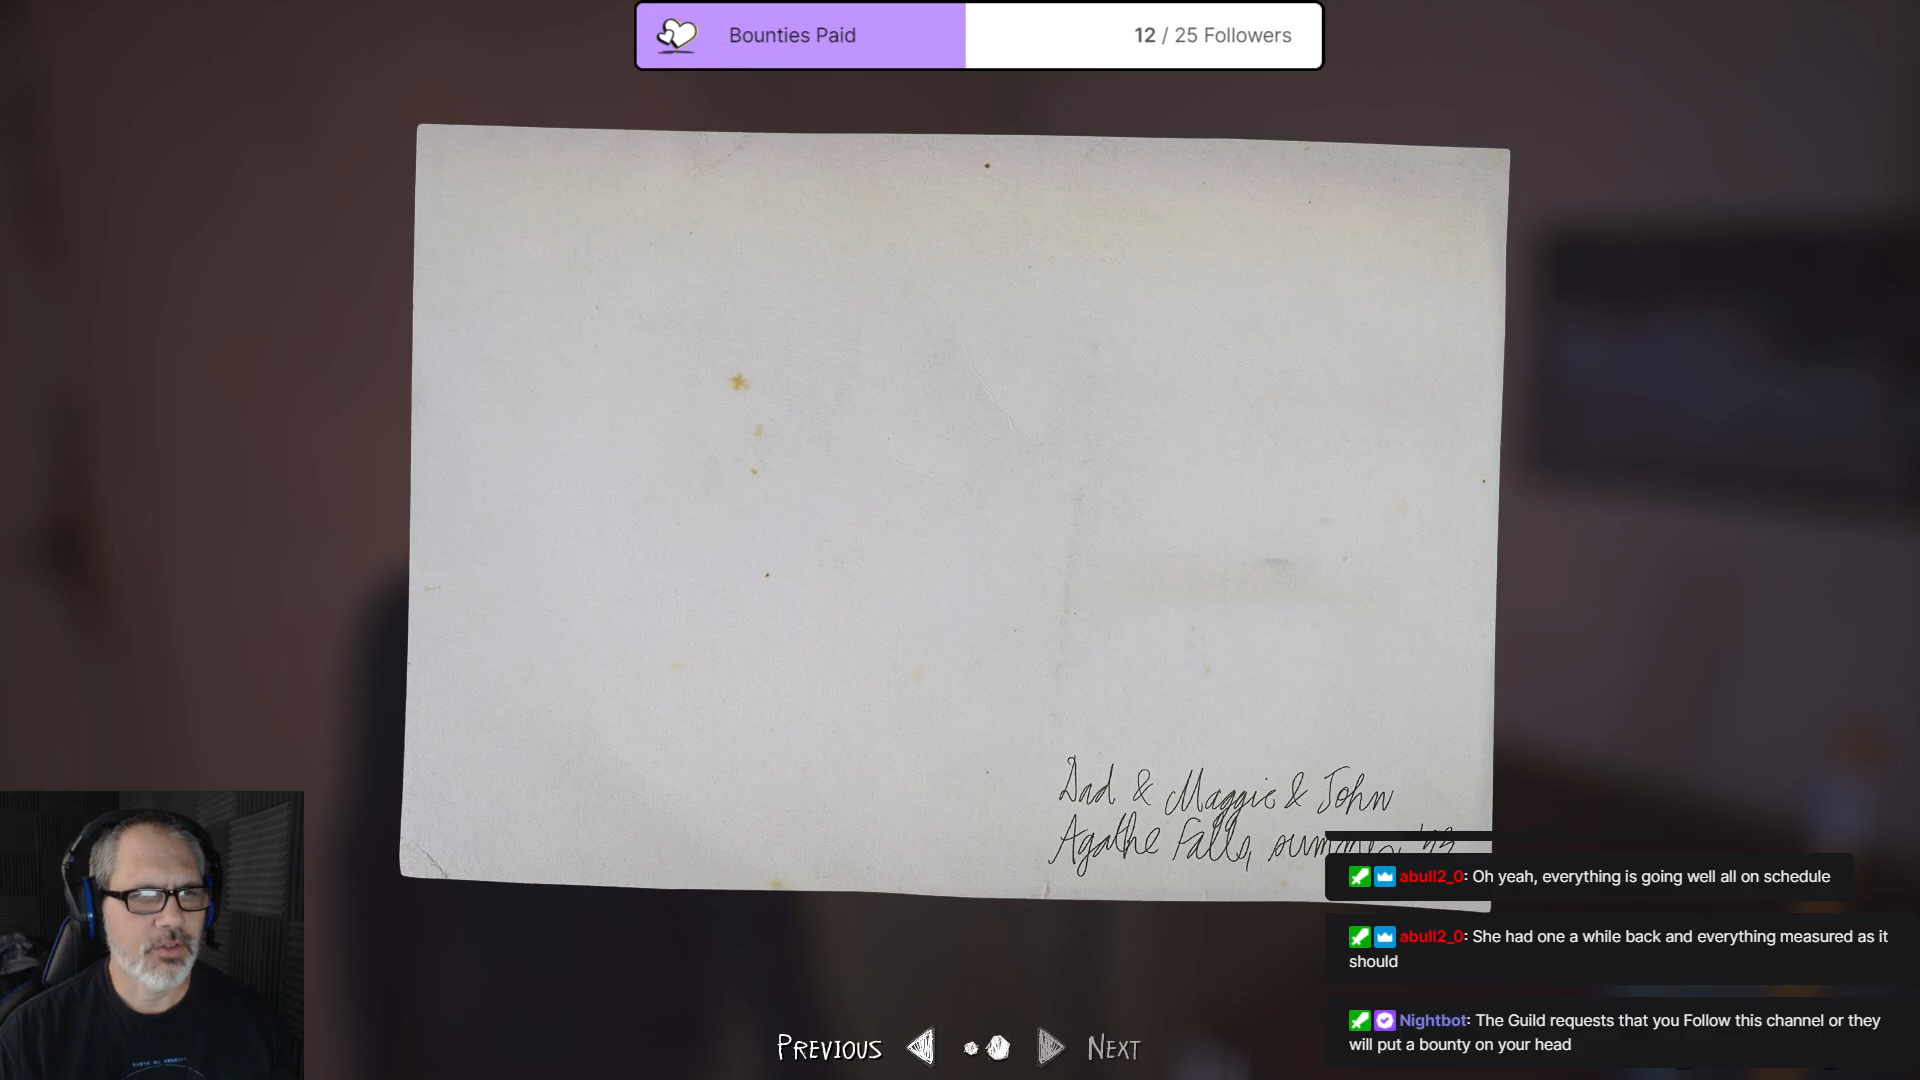 Bounties Paid
12 / 25 Followers
Dad & Maggie & John
Agathe Falls, summer
abull2_0: Oh yeah, everything is going well all on schedule
abull2_0: She had one a while back and everything measured as it
should
Nightbot: The Guild requests that you Follow this channel or they
will put a bounty on your head
PREVIOUS
NEXT